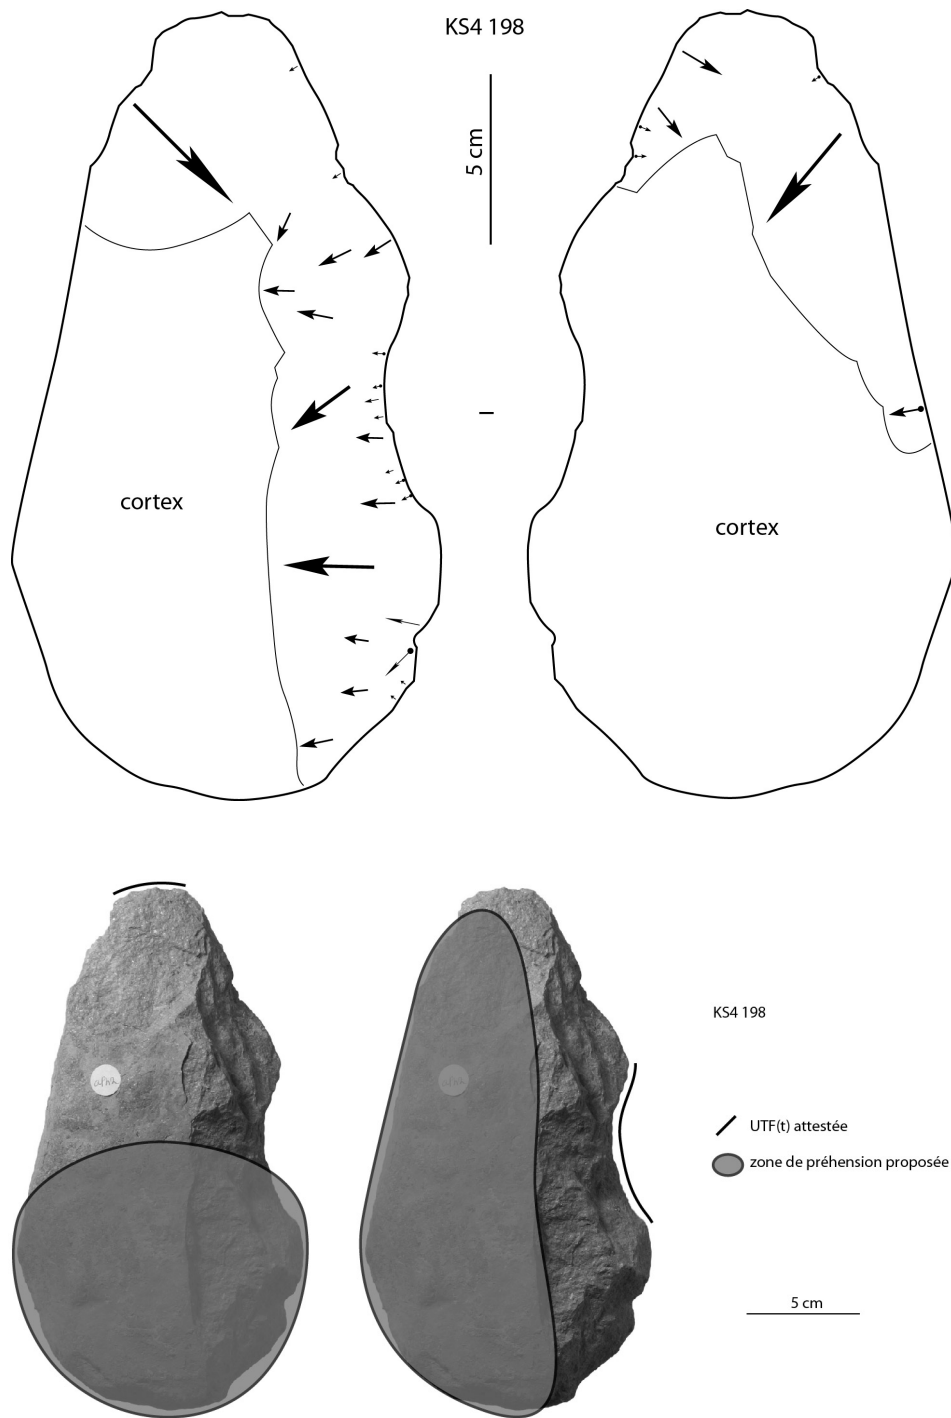 KS4 198
5 cm
cortex
cortex
KS4 198
UTF(t) attestée
zone de préhension proposée
5 cm